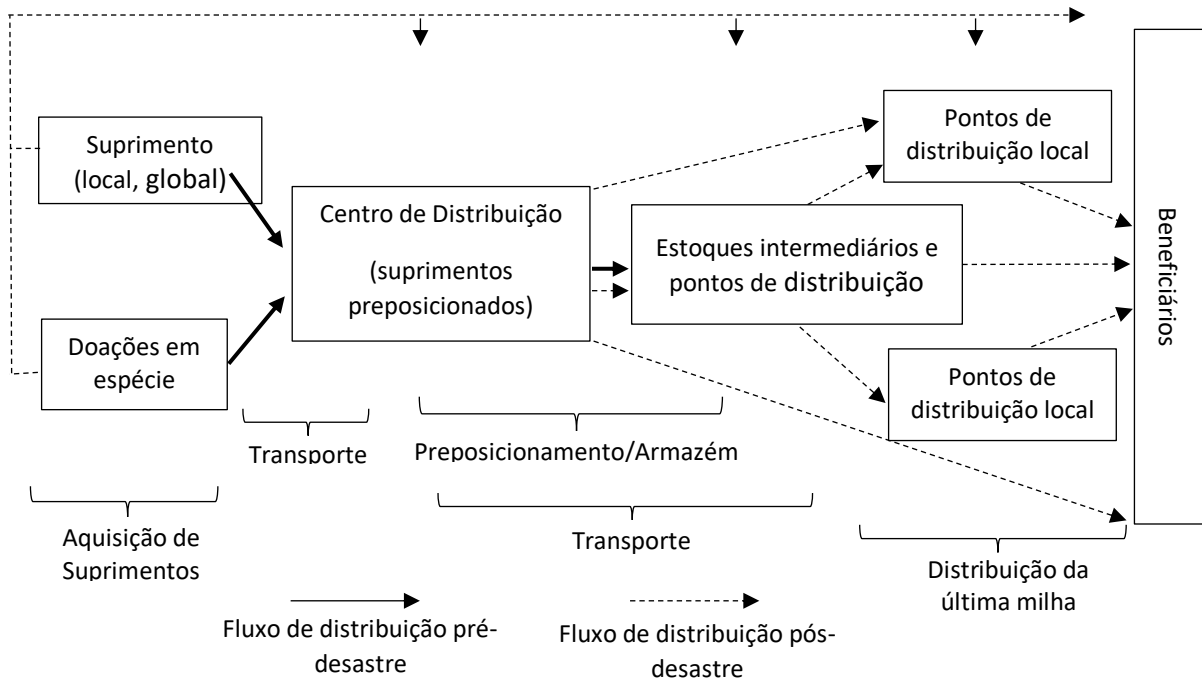 Suprimento
(local, global)
Doações em
espécie
Centro de Distribuição
(suprimentos
preposicionados)
Estoques intermediários e
pontos de distribuição
Pontos de
distribuição local
Pontos de
distribuição local
Beneficiários
Transporte
Preposicionamento/Armazém
Aquisição de
Suprimentos
Transporte
Distribuição da
última milha
Fluxo de distribuição pré-
desastre
Fluxo de distribuição pós-
desastre